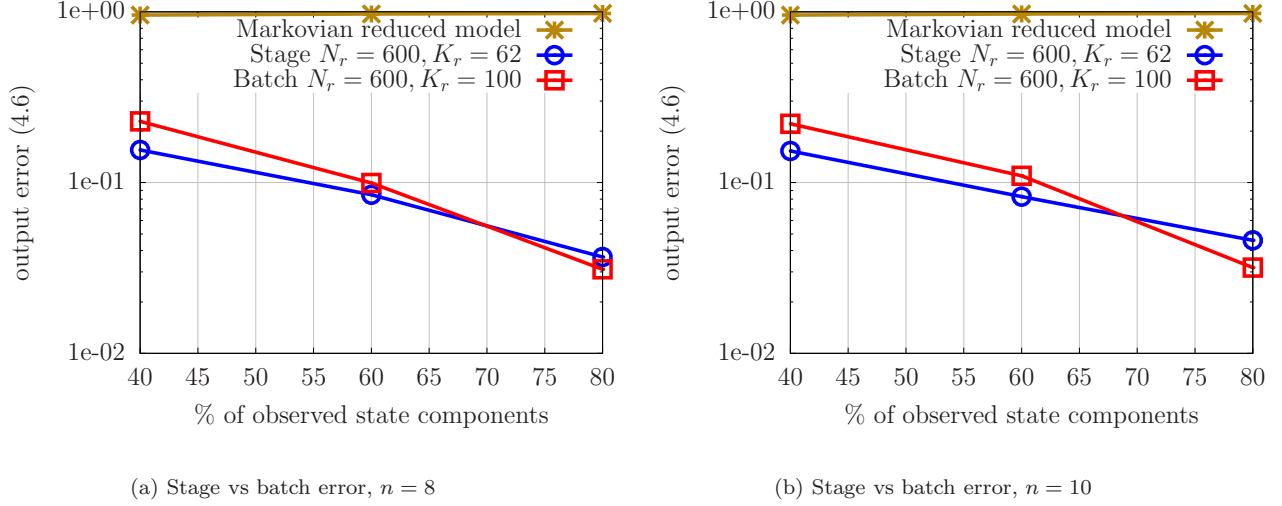 1e+00
1e-01
1e-02
output error (4.6)
Markovian reduced model
Stage N_r = 600, K_r = 62
Batch N_r = 600, K_r = 100
40 45 50 55 60 65 70 75 80
% of observed state components
(a) Stage vs batch error, n = 8
1e+00
1e-01
1e-02
output error (4.6)
Markovian reduced model
Stage N_r = 600, K_r = 62
Batch N_r = 600, K_r = 100
40 45 50 55 60 65 70 75 80
% of observed state components
(b) Stage vs batch error, n = 10